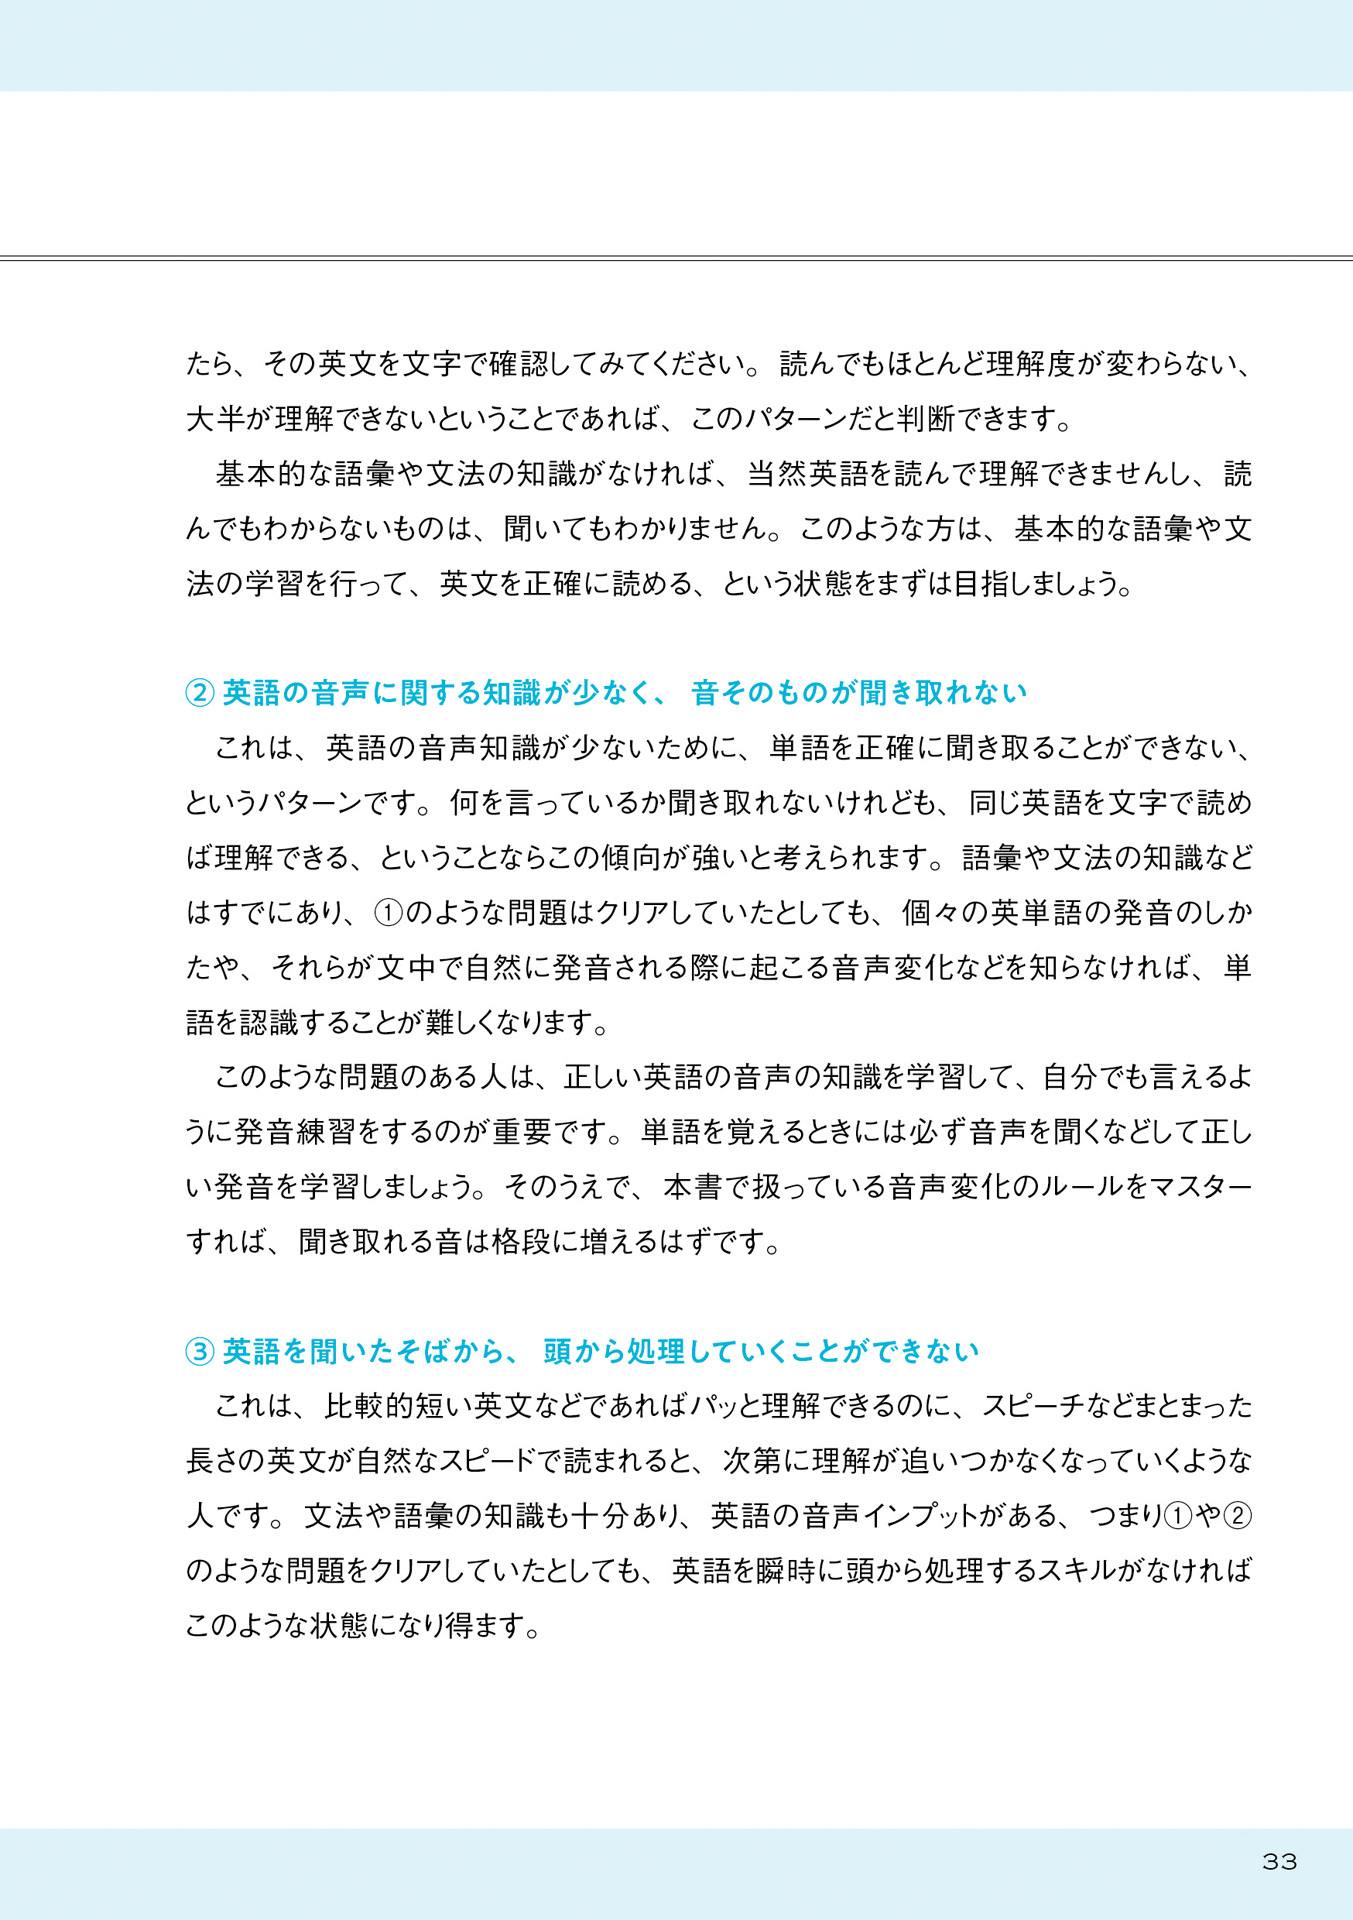 たら、その英文を文字で確認してみてください。読んでもほとんど理解度が変わらない、
大半が理解できないということであれば、このパターンだと判断できます。
　基本的な語彙や文法の知識がなければ、当然英語を読んで理解できませんし、読
んでもわからないものは、聞いてもわかりません。このような方は、基本的な語彙や文
法の学習を行って、英文を正確に読める、という状態をまずは目指しましょう。
② 英語の音声に関する知識が少なく、音そのものが聞き取れない
　これは、英語の音声知識が少ないために、単語を正確に聞き取ることができない、
というパターンです。何を言っているか聞き取れないけれども、同じ英語を文字で読め
ば理解できる、ということならこの傾向が強いと考えられます。語彙や文法の知識など
はすでにあり、①のような問題はクリアしていたとしても、個々の英単語の発音のしか
たや、それらが文中で自然に発音される際に起こる音声変化などを知らなければ、単
語を認識することが難しくなります。
　このような問題のある人は、正しい英語の音声の知識を学習して、自分でも言えるよ
うに発音練習をするのが重要です。単語を覚えるときには必ず音声を聞くなどして正し
い発音を学習しましょう。そのうえで、本書で扱っている音声変化のルールをマスター
すれば、聞き取れる音は格段に増えるはずです。
③ 英語を聞いたそばから、頭から処理していくことができない
　これは、比較的短い英文などであればパッと理解できるのに、スピーチなどまとまった
長さの英文が自然なスピードで読まれると、次第に理解が追いつかなくなっていくような
人です。文法や語彙の知識も十分あり、英語の音声インプットがある、つまり①や②
のような問題をクリアしていたとしても、英語を瞬時に頭から処理するスキルがなければ
このような状態になり得ます。
33